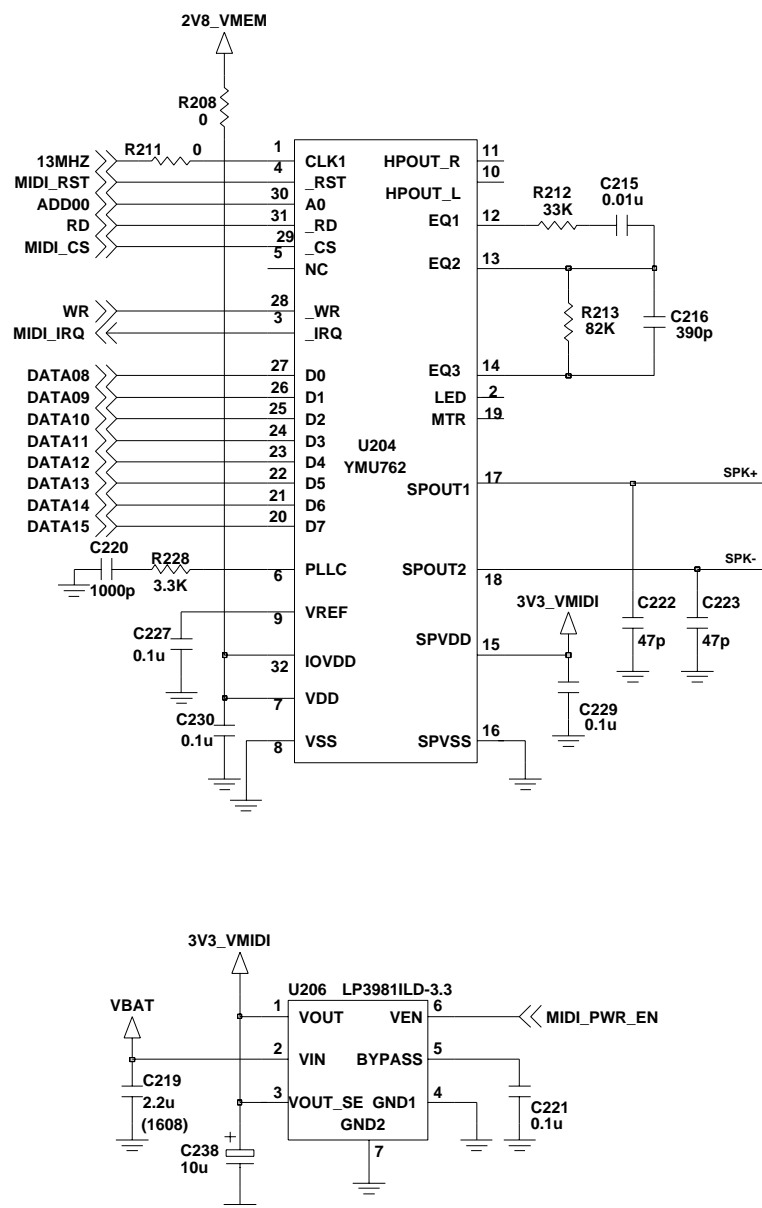 2V8_VMEM
R208
0
R211 0
13MHZ 1 CLK1
MIDI_RST 4 _RST
ADD00 30 A0
RD 31 _RD
MIDI_CS 29 _CS
5 NC
WR 28 _WR
MIDI_IRQ 3 _IRQ
DATA08 27 D0
DATA09 26 D1
DATA10 25 D2
DATA11 24 D3
DATA12 23 D4
DATA13 22 D5
DATA14 21 D6
DATA15 20 D7
C220
1000p
R228
3.3K
6 PLLC
9 VREF
C227
0.1u
32 IOVDD
7 VDD
C230
0.1u
8 VSS
U204
YMU762
HPOUT_R 11
HPOUT_L 10
EQ1 12
R212
33K
C215
0.01u
EQ2 13
R213
82K
C216
390p
EQ3 14
LED 2
MTR 19
SPOUT1 17
SPK+
SPOUT2 18
SPK-
3V3_VMIDI
C222
47p
C223
47p
SPVDD 15
C229
0.1u
SPVSS 16
3V3_VMIDI
U206 LP3981ILD-3.3
VBAT
1 VOUT VEN 6 MIDI_PWR_EN
2 VIN BYPASS 5
3 VOUT_SE GND1 4
GND2
7
C219
2.2u
(1608)
C221
0.1u
+
C238
10u